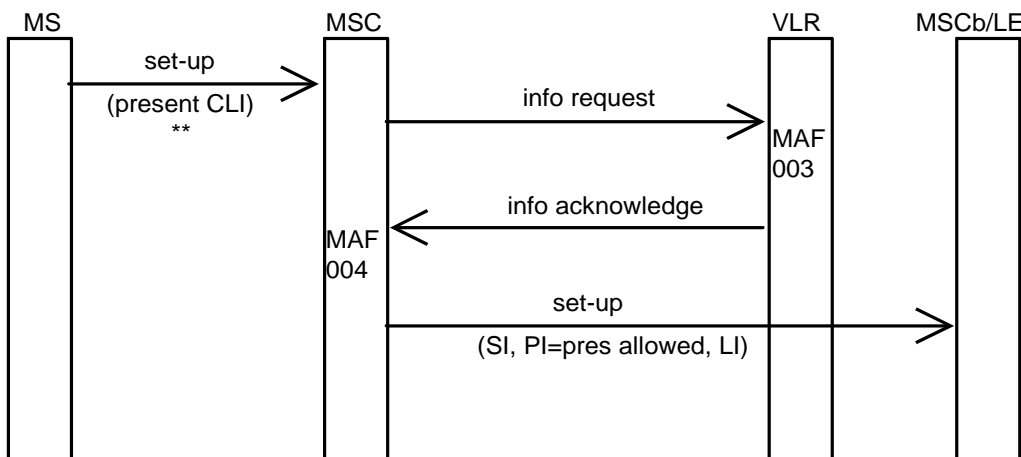 MS MSC VLR MSCb/LE
set-up
(present CLI)
**
info request
MAF
003
info acknowledge
MAF
004
set-up
(SI, PI=pres allowed, LI)